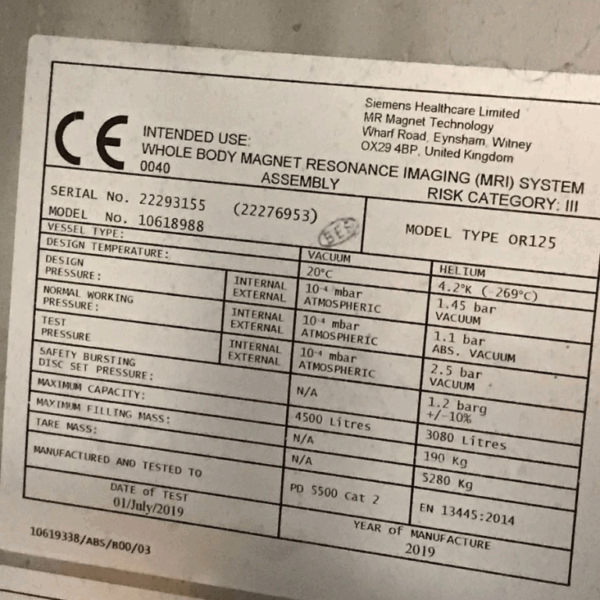 CE
Siemens Healthcare Limited
MR Magnet Technology
Wharf Road, Eynsham, Witney
OX29 4BP, United Kingdom
INTENDED USE:
WHOLE BODY MAGNET RESONANCE IMAGING (MRI) SYSTEM
0040 ASSEMBLY RISK CATEGORY: III
SERIAL No. 22293155 (22276953)
MODEL No. 10618988
BES
MODEL TYPE OR125
VESSEL TYPE: VACUUM HELIUM
DESIGN TEMPERATURE: 20°C 4.2°K (-269°C)
DESIGN PRESSURE: INTERNAL 10-4 mbar 1.45 bar
EXTERNAL ATMOSPHERIC VACUUM
NORMAL WORKING PRESSURE: INTERNAL 10-4 mbar 1.1 bar
EXTERNAL ATMOSPHERIC ABS. VACUUM
TEST PRESSURE INTERNAL 10-4 mbar 2.5 bar
EXTERNAL ATMOSPHERIC VACUUM
SAFETY BURSTING DISC SET PRESSURE: N/A 1.2 barg +/-10%
MAXIMUM CAPACITY: 4500 Litres 3080 Litres
MAXIMUM FILLING MASS: N/A 190 Kg
TARE MASS: N/A 5280 Kg
MANUFACTURED AND TESTED TO PD 5500 Cat 2 EN 13445:2014
DATE of TEST
01/July/2019
YEAR of MANUFACTURE
2019
10619338/ABS/B00/03